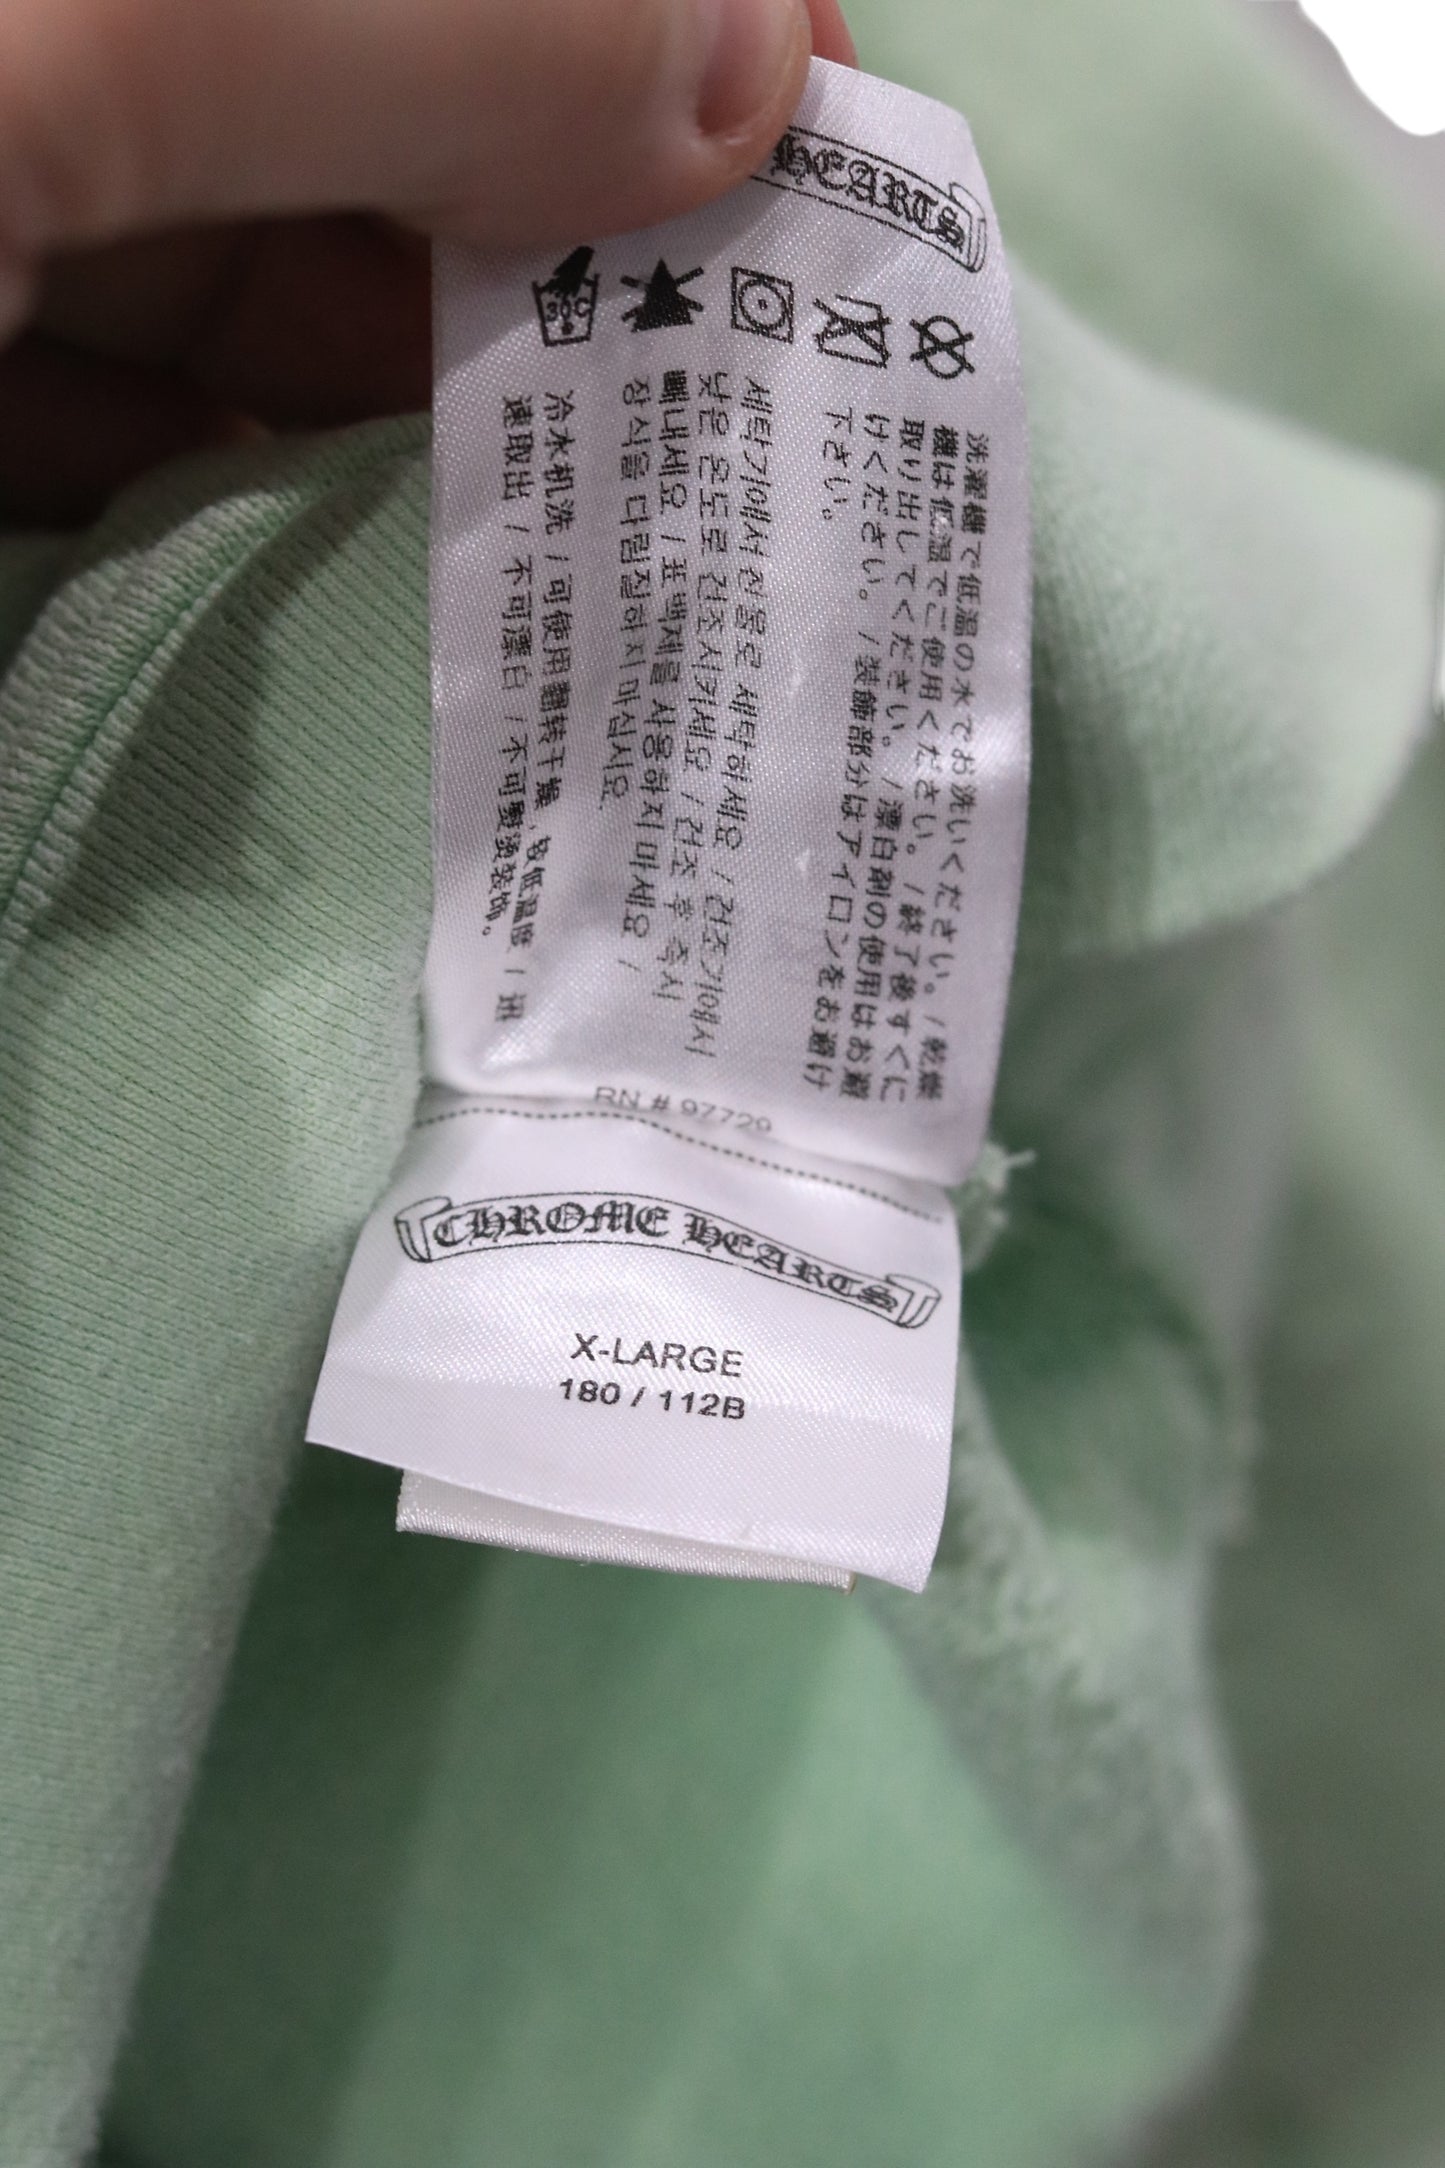 HEARTS
30C
洗濯機で低温の水でお洗いください。/乾燥
機は低温でご使用ください。/終了後すぐに
取り出してください。/漂白剤の使用はお避
けください。/装飾部分はアイロンをお避け
下さい。
세탁기에서 찬물로 세탁하세요 / 건조기에서
낮은 온도로 건조시키세요 / 건조 후 즉시
빼내세요 / 표백제를 사용하지 마세요 /
장식을 다림질하지 마십시오.
冷水机洗 / 可使用翻转干燥,较低温度 / 迅
速取出 / 不可漂白 / 不可熨烫装饰。
RN # 97729
CHROME HEARTS
X-LARGE
180 / 112B